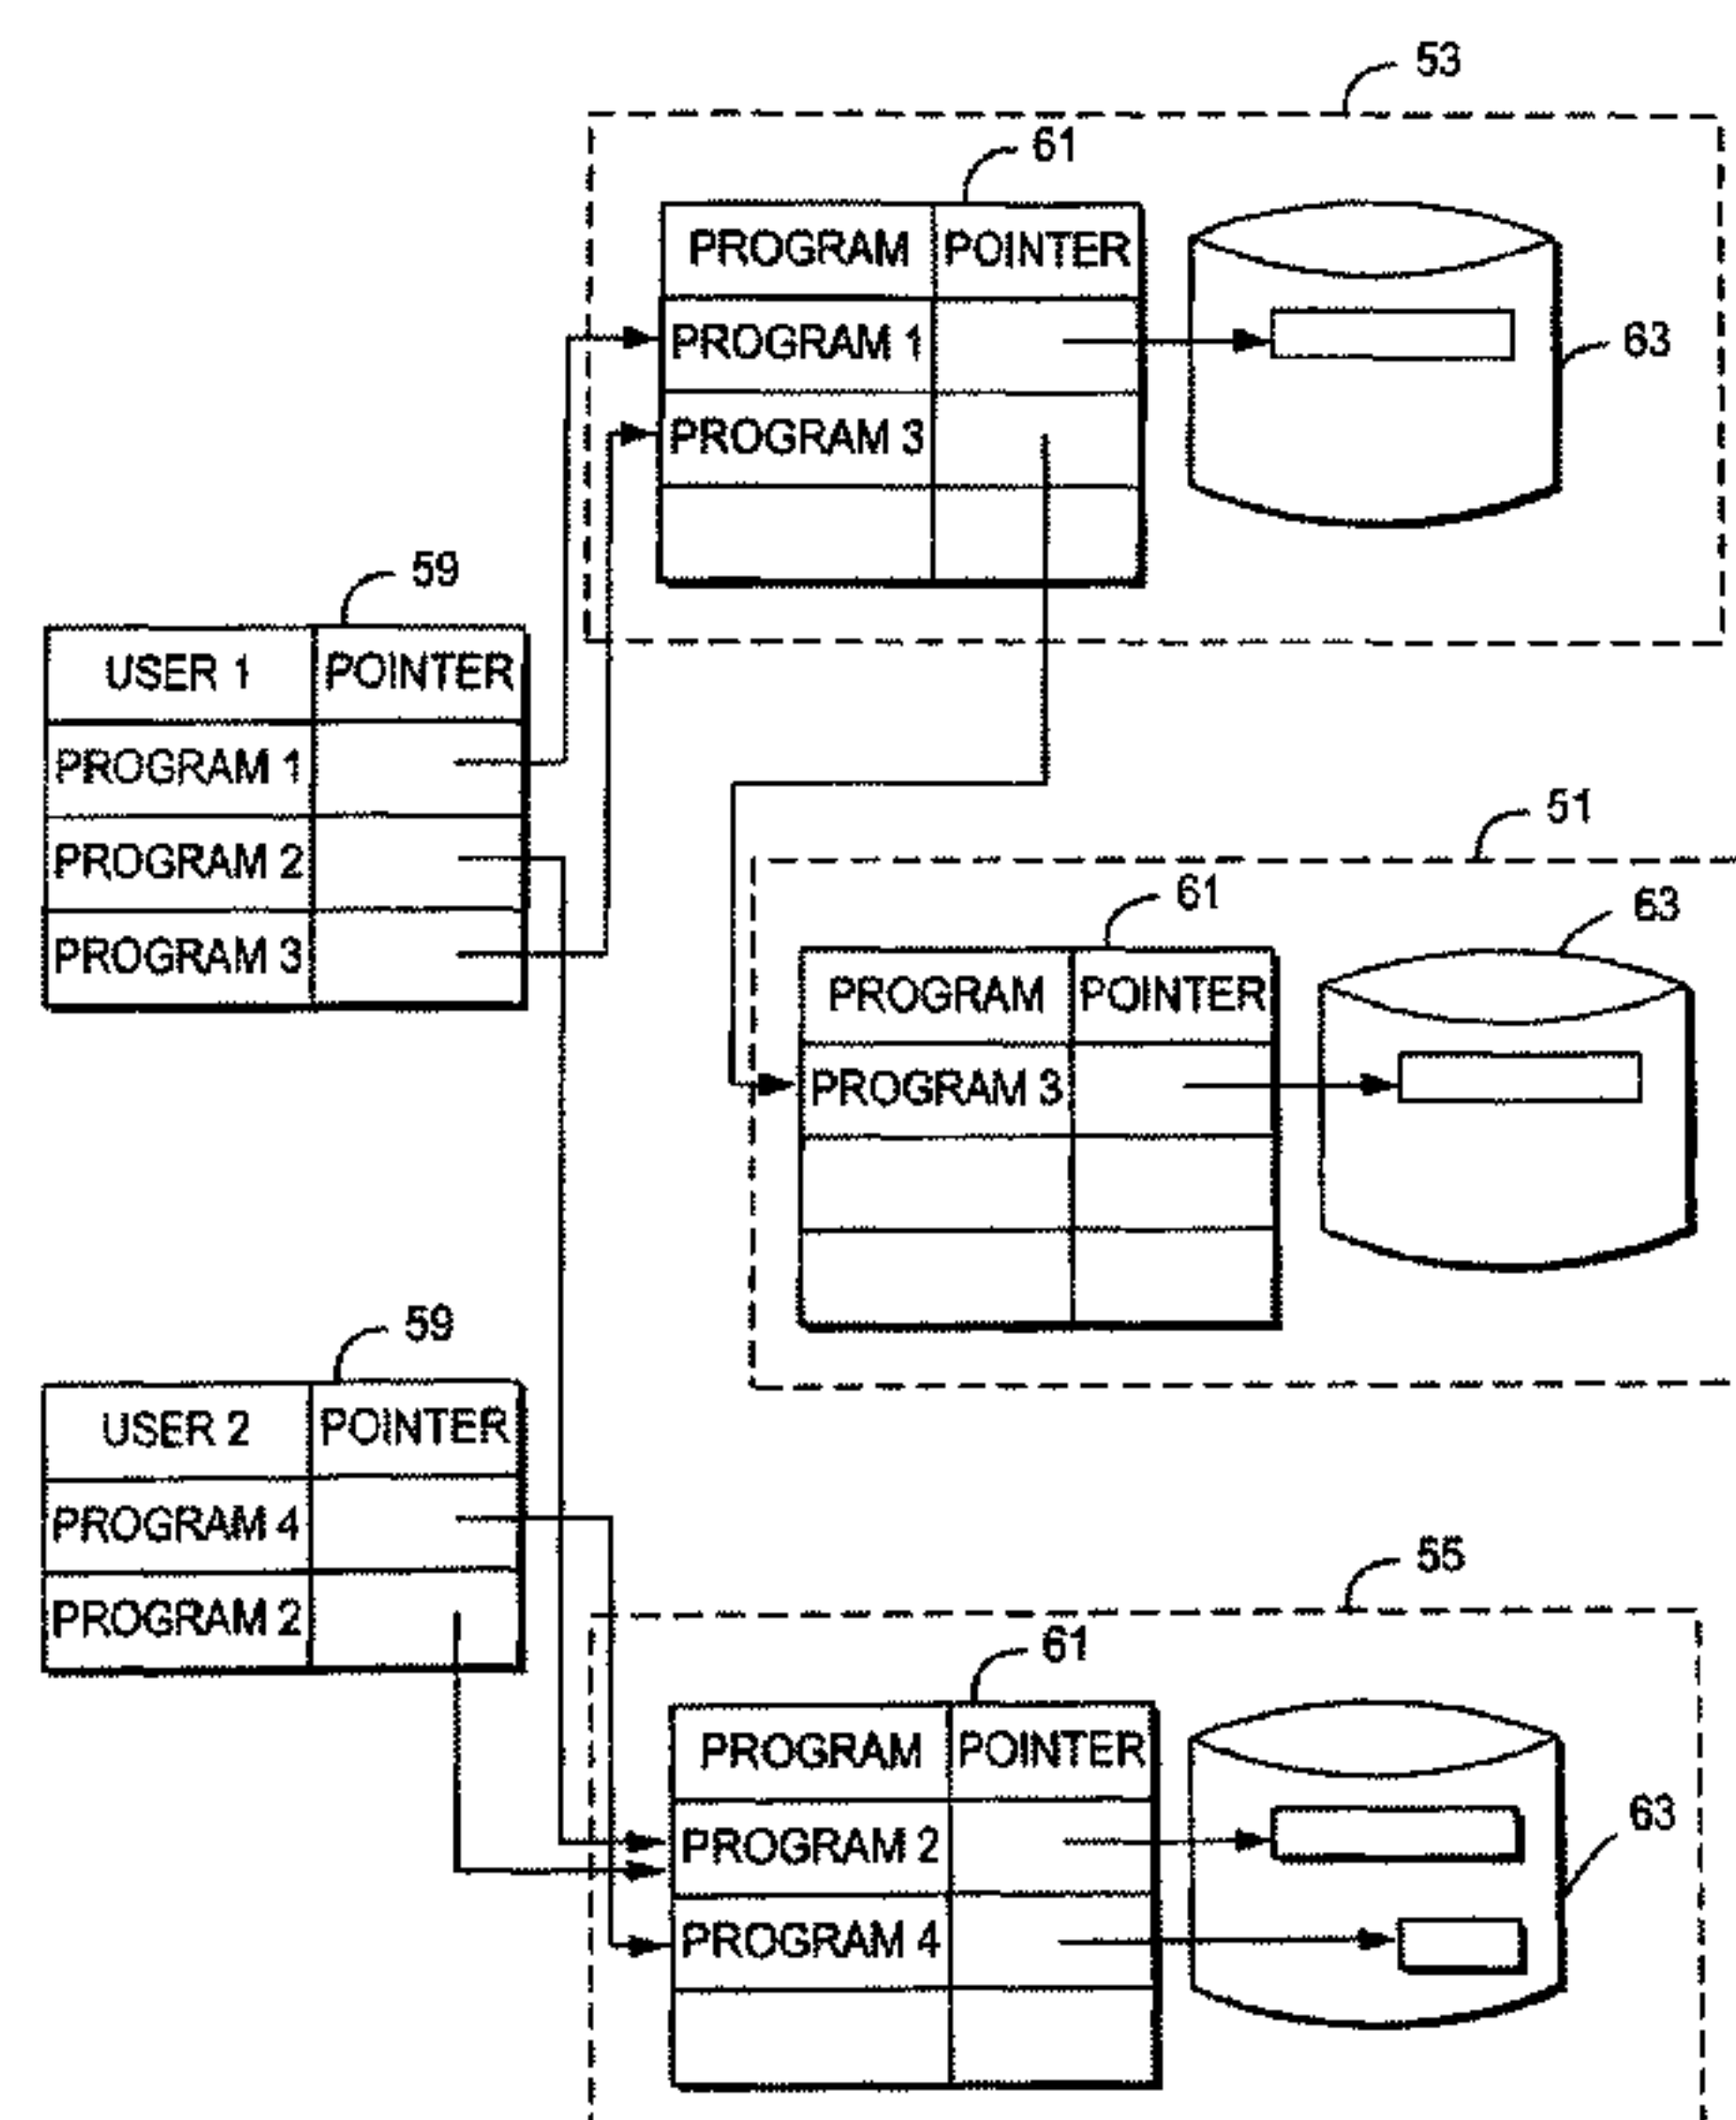 53
61
PROGRAM POINTER
PROGRAM 1
63
PROGRAM 3
59
USER 1 POINTER
PROGRAM 1
PROGRAM 2
PROGRAM 3
51
61
63
PROGRAM POINTER
PROGRAM 3
59
USER 2 POINTER
PROGRAM 4
PROGRAM 2
55
61
PROGRAM POINTER
63
PROGRAM 2
PROGRAM 4